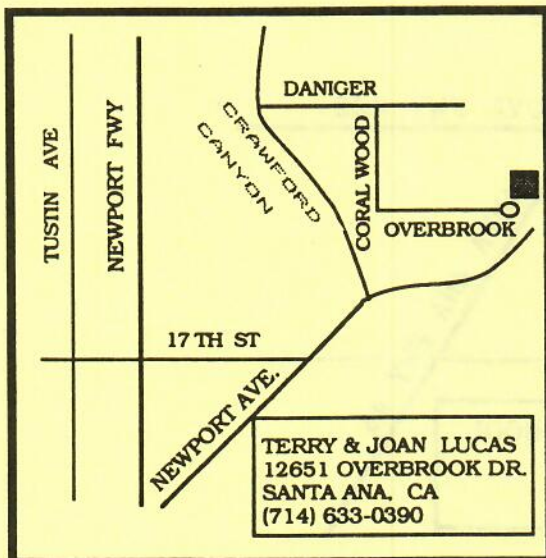 DANIGER
TUSTIN AVE
NEWPORT FWY
CRAWFORD
CANYON
CORAL WOOD
OVERBROOK
17 TH ST
NEWPORT AVE.
TERRY & JOAN LUCAS
12651 OVERBROOK DR.
SANTA ANA, CA
(714) 633-0390